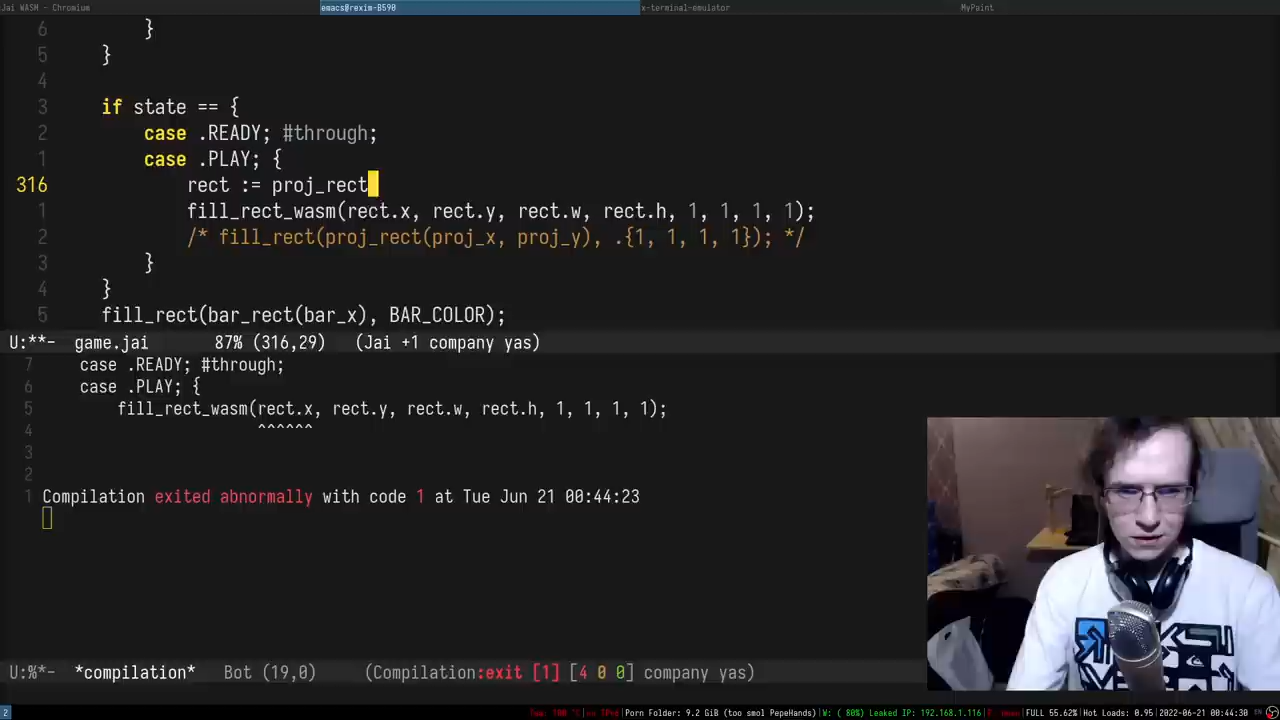 Jai WASM - Chromium
emacs@rexim-B590
x-terminal-emulator
MyPaint
6 }
5 }
4
3 if state == {
2 case .READY; #through;
1 case .PLAY; {
316 rect := proj_rect
1 fill_rect_wasm(rect.x, rect.y, rect.w, rect.h, 1, 1, 1, 1);
2 /* fill_rect(proj_rect(proj_x, proj_y), .{1, 1, 1, 1}); */
3 }
4 }
5 fill_rect(bar_rect(bar_x), BAR_COLOR);
U:**- game.jai 87% (316,29) (Jai +1 company yas)
7 case .READY; #through;
6 case .PLAY; {
5 fill_rect_wasm(rect.x, rect.y, rect.w, rect.h, 1, 1, 1, 1);
4 ^^^^^^
3
2
1 Compilation exited abnormally with code 1 at Tue Jun 21 00:44:23
U:%*- *compilation* Bot (19,0) (Compilation:exit [1] [4 0 0] company yas)
2 Porn Folder: 9.2 GiB (too smol PepeHands) W: ( 80%) Leaked IP: 192.168.1.116 FULL 55.62% Hot Loads: 0.95 2022-06-21 00:44:30 EN